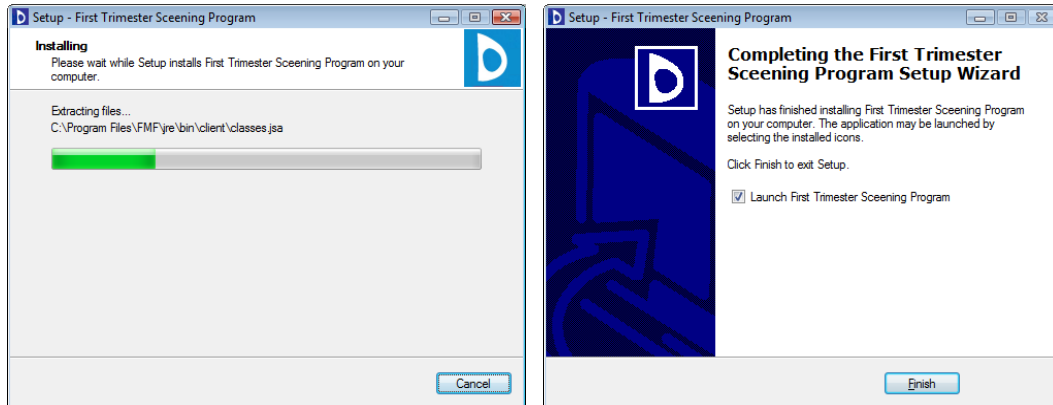 Setup - First Trimester Sceening Program
Installing
Please wait while Setup installs First Trimester Sceening Program on your
computer.
Extracting files...
C:\Program Files\FMF\jre\bin\client\classes.jsa
Cancel
Setup - First Trimester Sceening Program
Completing the First Trimester
Sceening Program Setup Wizard
Setup has finished installing First Trimester Sceening Program
on your computer. The application may be launched by
selecting the installed icons.
Click Finish to exit Setup.
Launch First Trimester Sceening Program
Finish